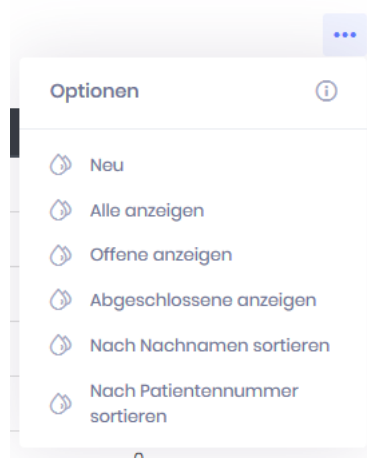 Optionen
Neu
Alle anzeigen
Offene anzeigen
Abgeschlossene anzeigen
Nach Nachnamen sortieren
Nach Patientennummer
sortieren